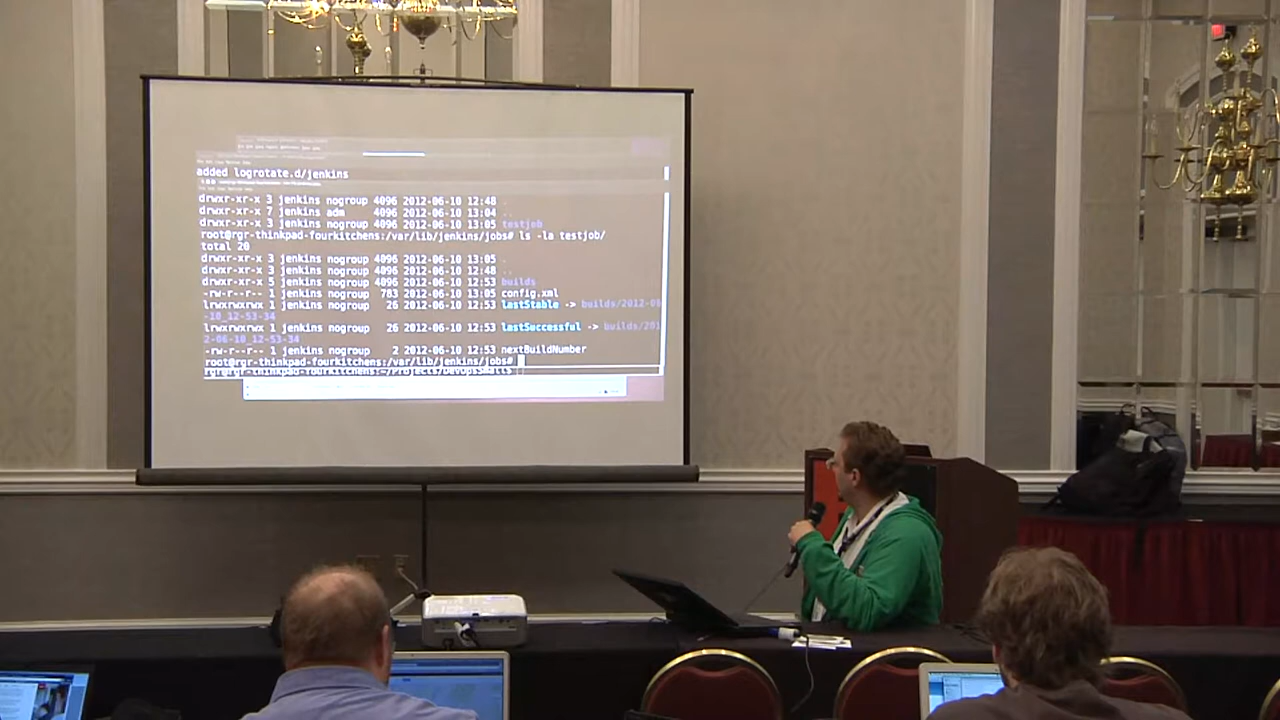 added logrotate.d/jenkins
drwxr-xr-x 3 jenkins nogroup 4096 2012-06-10 12:48 .
drwxr-xr-x 7 jenkins adm 4096 2012-06-10 13:04 ..
drwxr-xr-x 3 jenkins nogroup 4096 2012-06-10 13:05 testjob
root@rgr-thinkpad-fourkitchens:/var/lib/jenkins/jobs# ls -la testjob/
total 20
drwxr-xr-x 3 jenkins nogroup 4096 2012-06-10 13:05 .
drwxr-xr-x 3 jenkins nogroup 4096 2012-06-10 12:48 ..
drwxr-xr-x 5 jenkins nogroup 4096 2012-06-10 12:53 builds
-rw-r--r-- 1 jenkins nogroup 783 2012-06-10 13:05 config.xml
lrwxrwxrwx 1 jenkins nogroup 26 2012-06-10 12:53 lastStable -> builds/2012-06
-10_12-53-34
lrwxrwxrwx 1 jenkins nogroup 26 2012-06-10 12:53 lastSuccessful -> builds/201
2-06-10_12-53-34
-rw-r--r-- 1 jenkins nogroup 2 2012-06-10 12:53 nextBuildNumber
root@rgr-thinkpad-fourkitchens:/var/lib/jenkins/jobs#
rgr@rgr-thinkpad-fourkitchens:~/Projects/DevOpsSmall$